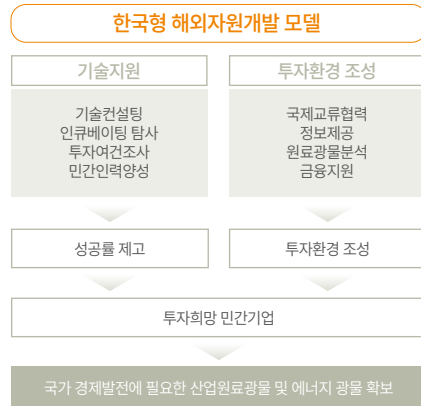 한국형 해외자원개발 모델
기술지원
기술컨설팅
인큐베이팅 탐사
투자여건조사
민간인력양성
성공률 제고
투자환경 조성
국제교류협력
정보제공
원료광물분석
금융지원
투자환경 조성
투자희망 민간기업
국가 경제발전에 필요한 산업원료광물 및 에너지 광물 확보